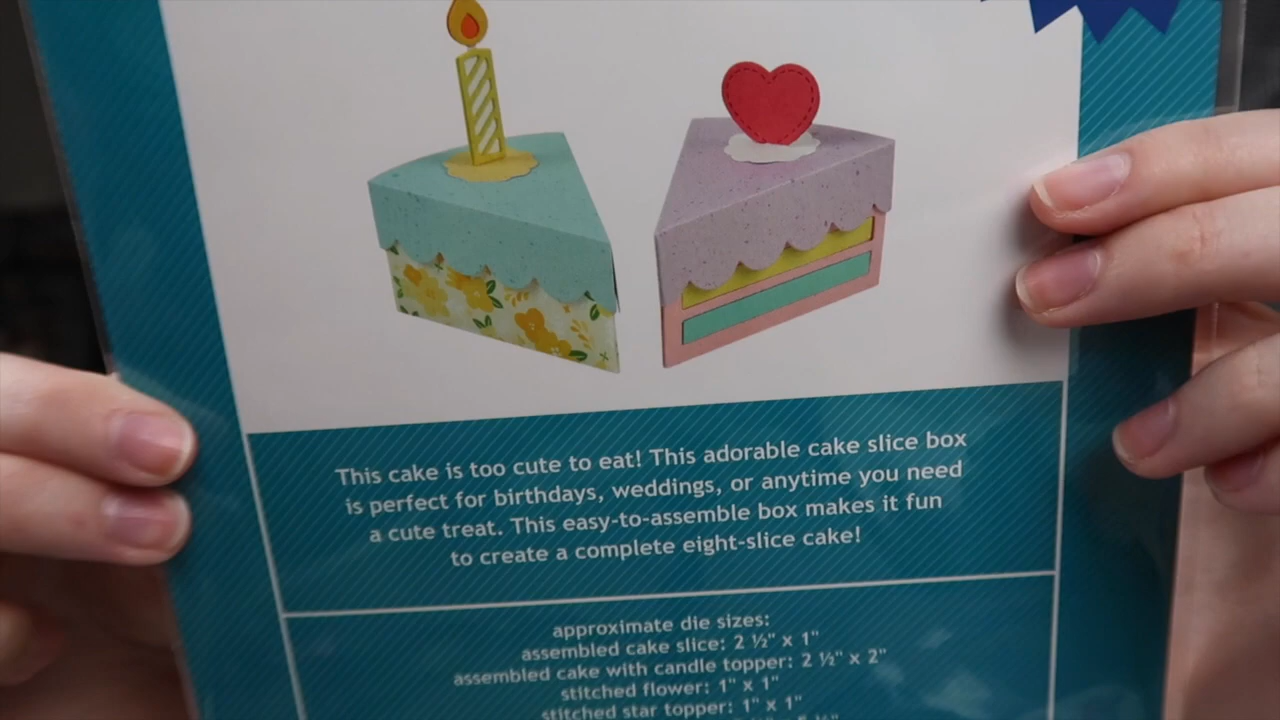 This cake is too cute to eat! This adorable cake slice box
is perfect for birthdays, weddings, or anytime you need
a cute treat. This easy-to-assemble box makes it fun
to create a complete eight-slice cake!
approximate die sizes:
assembled cake slice: 2 ½" x 1"
assembled cake with candle topper: 2 ½" x 2"
stitched flower: 1" x 1"
stitched star topper: 1" x 1"